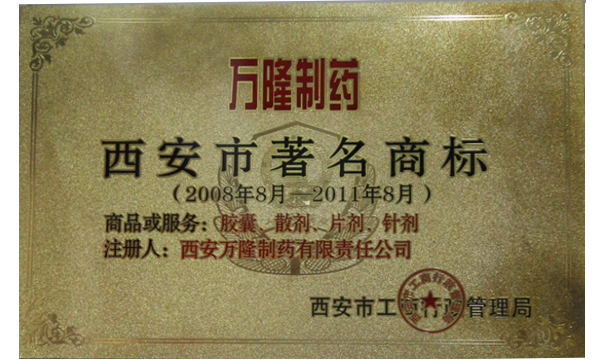 万隆制药
西安市著名商标
(2008年8月—2011年8月)
商品或服务：胶囊、散剂、片剂、针剂
注册人：西安万隆制药有限责任公司
西安市工商行政管理局